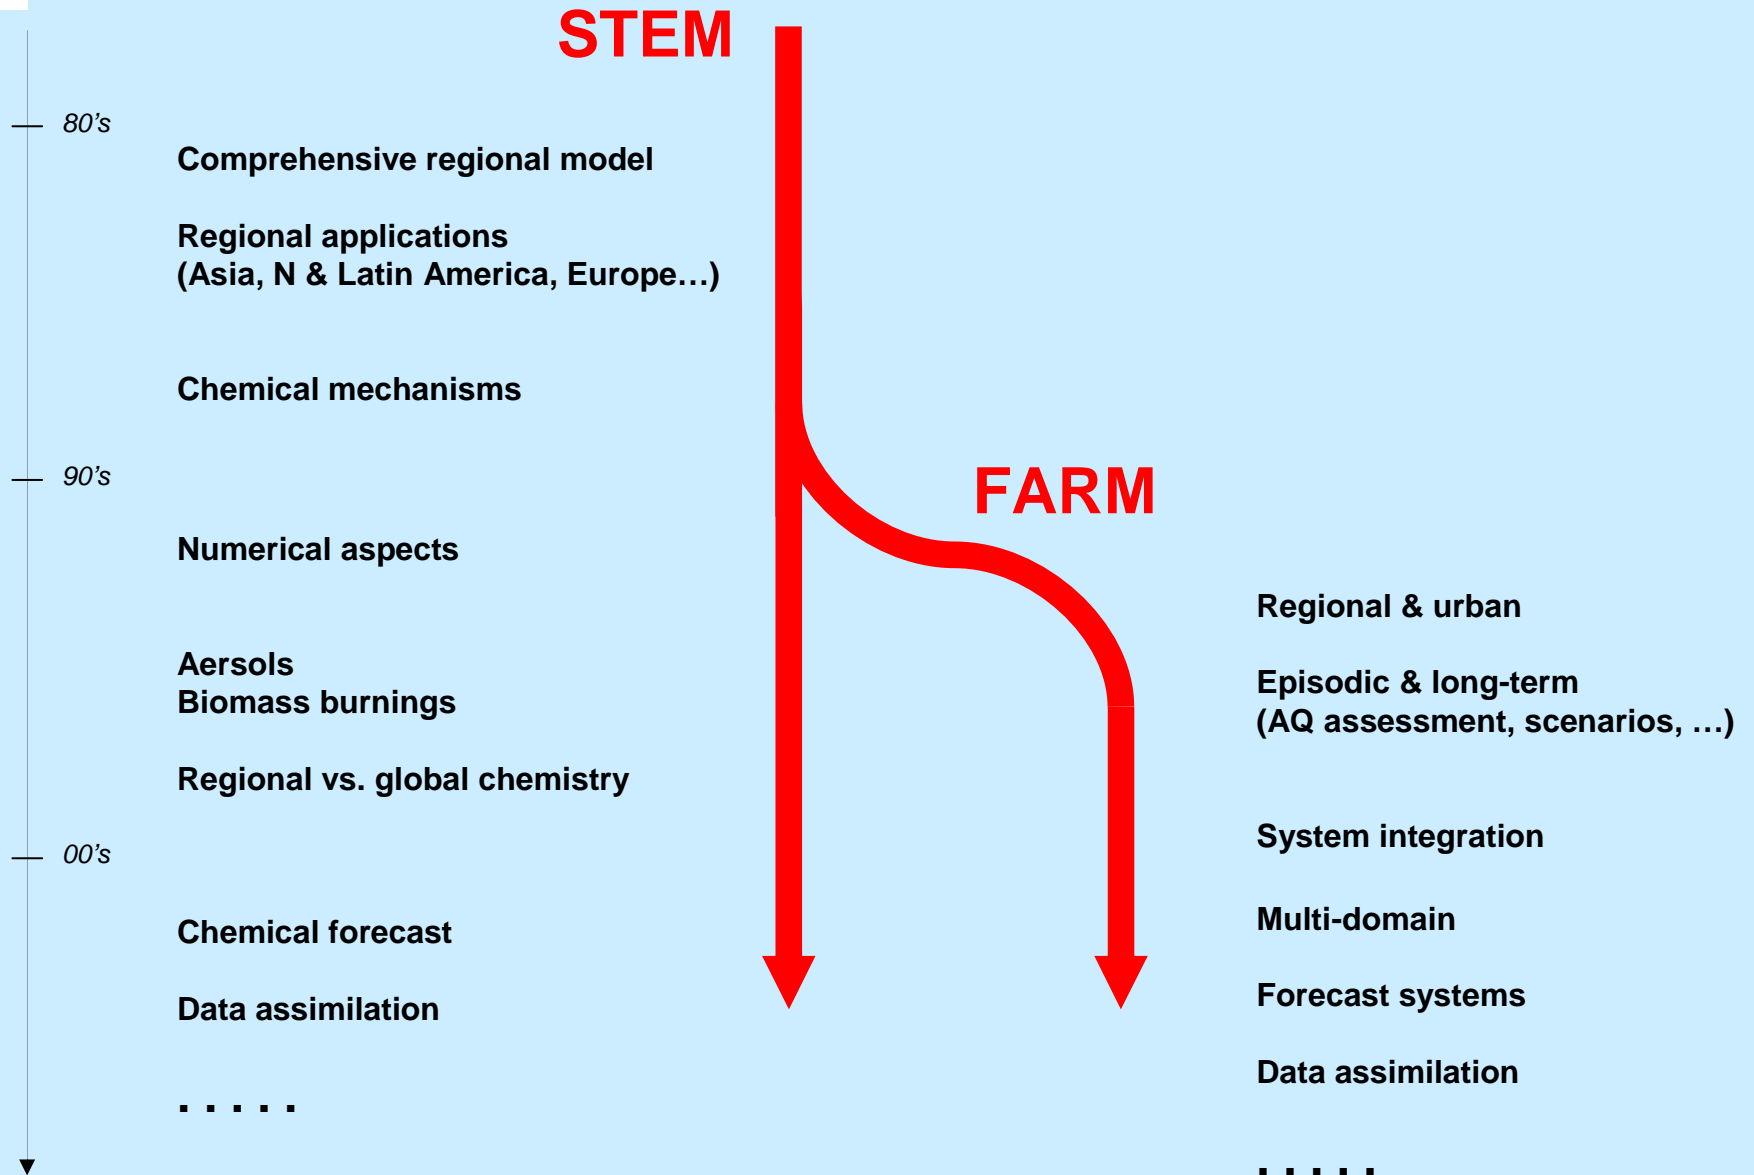 STEM
80’s
Comprehensive regional model
Regional applications
(Asia, N & Latin America, Europe…)
Chemical mechanisms
90’s
FARM
Numerical aspects
Regional & urban
Aersols
Biomass burnings
Episodic & long-term
(AQ assessment, scenarios, …)
Regional vs. global chemistry
System integration
00’s
Chemical forecast
Multi-domain
Data assimilation
Forecast systems
Data assimilation
. . . . .
. . . . .